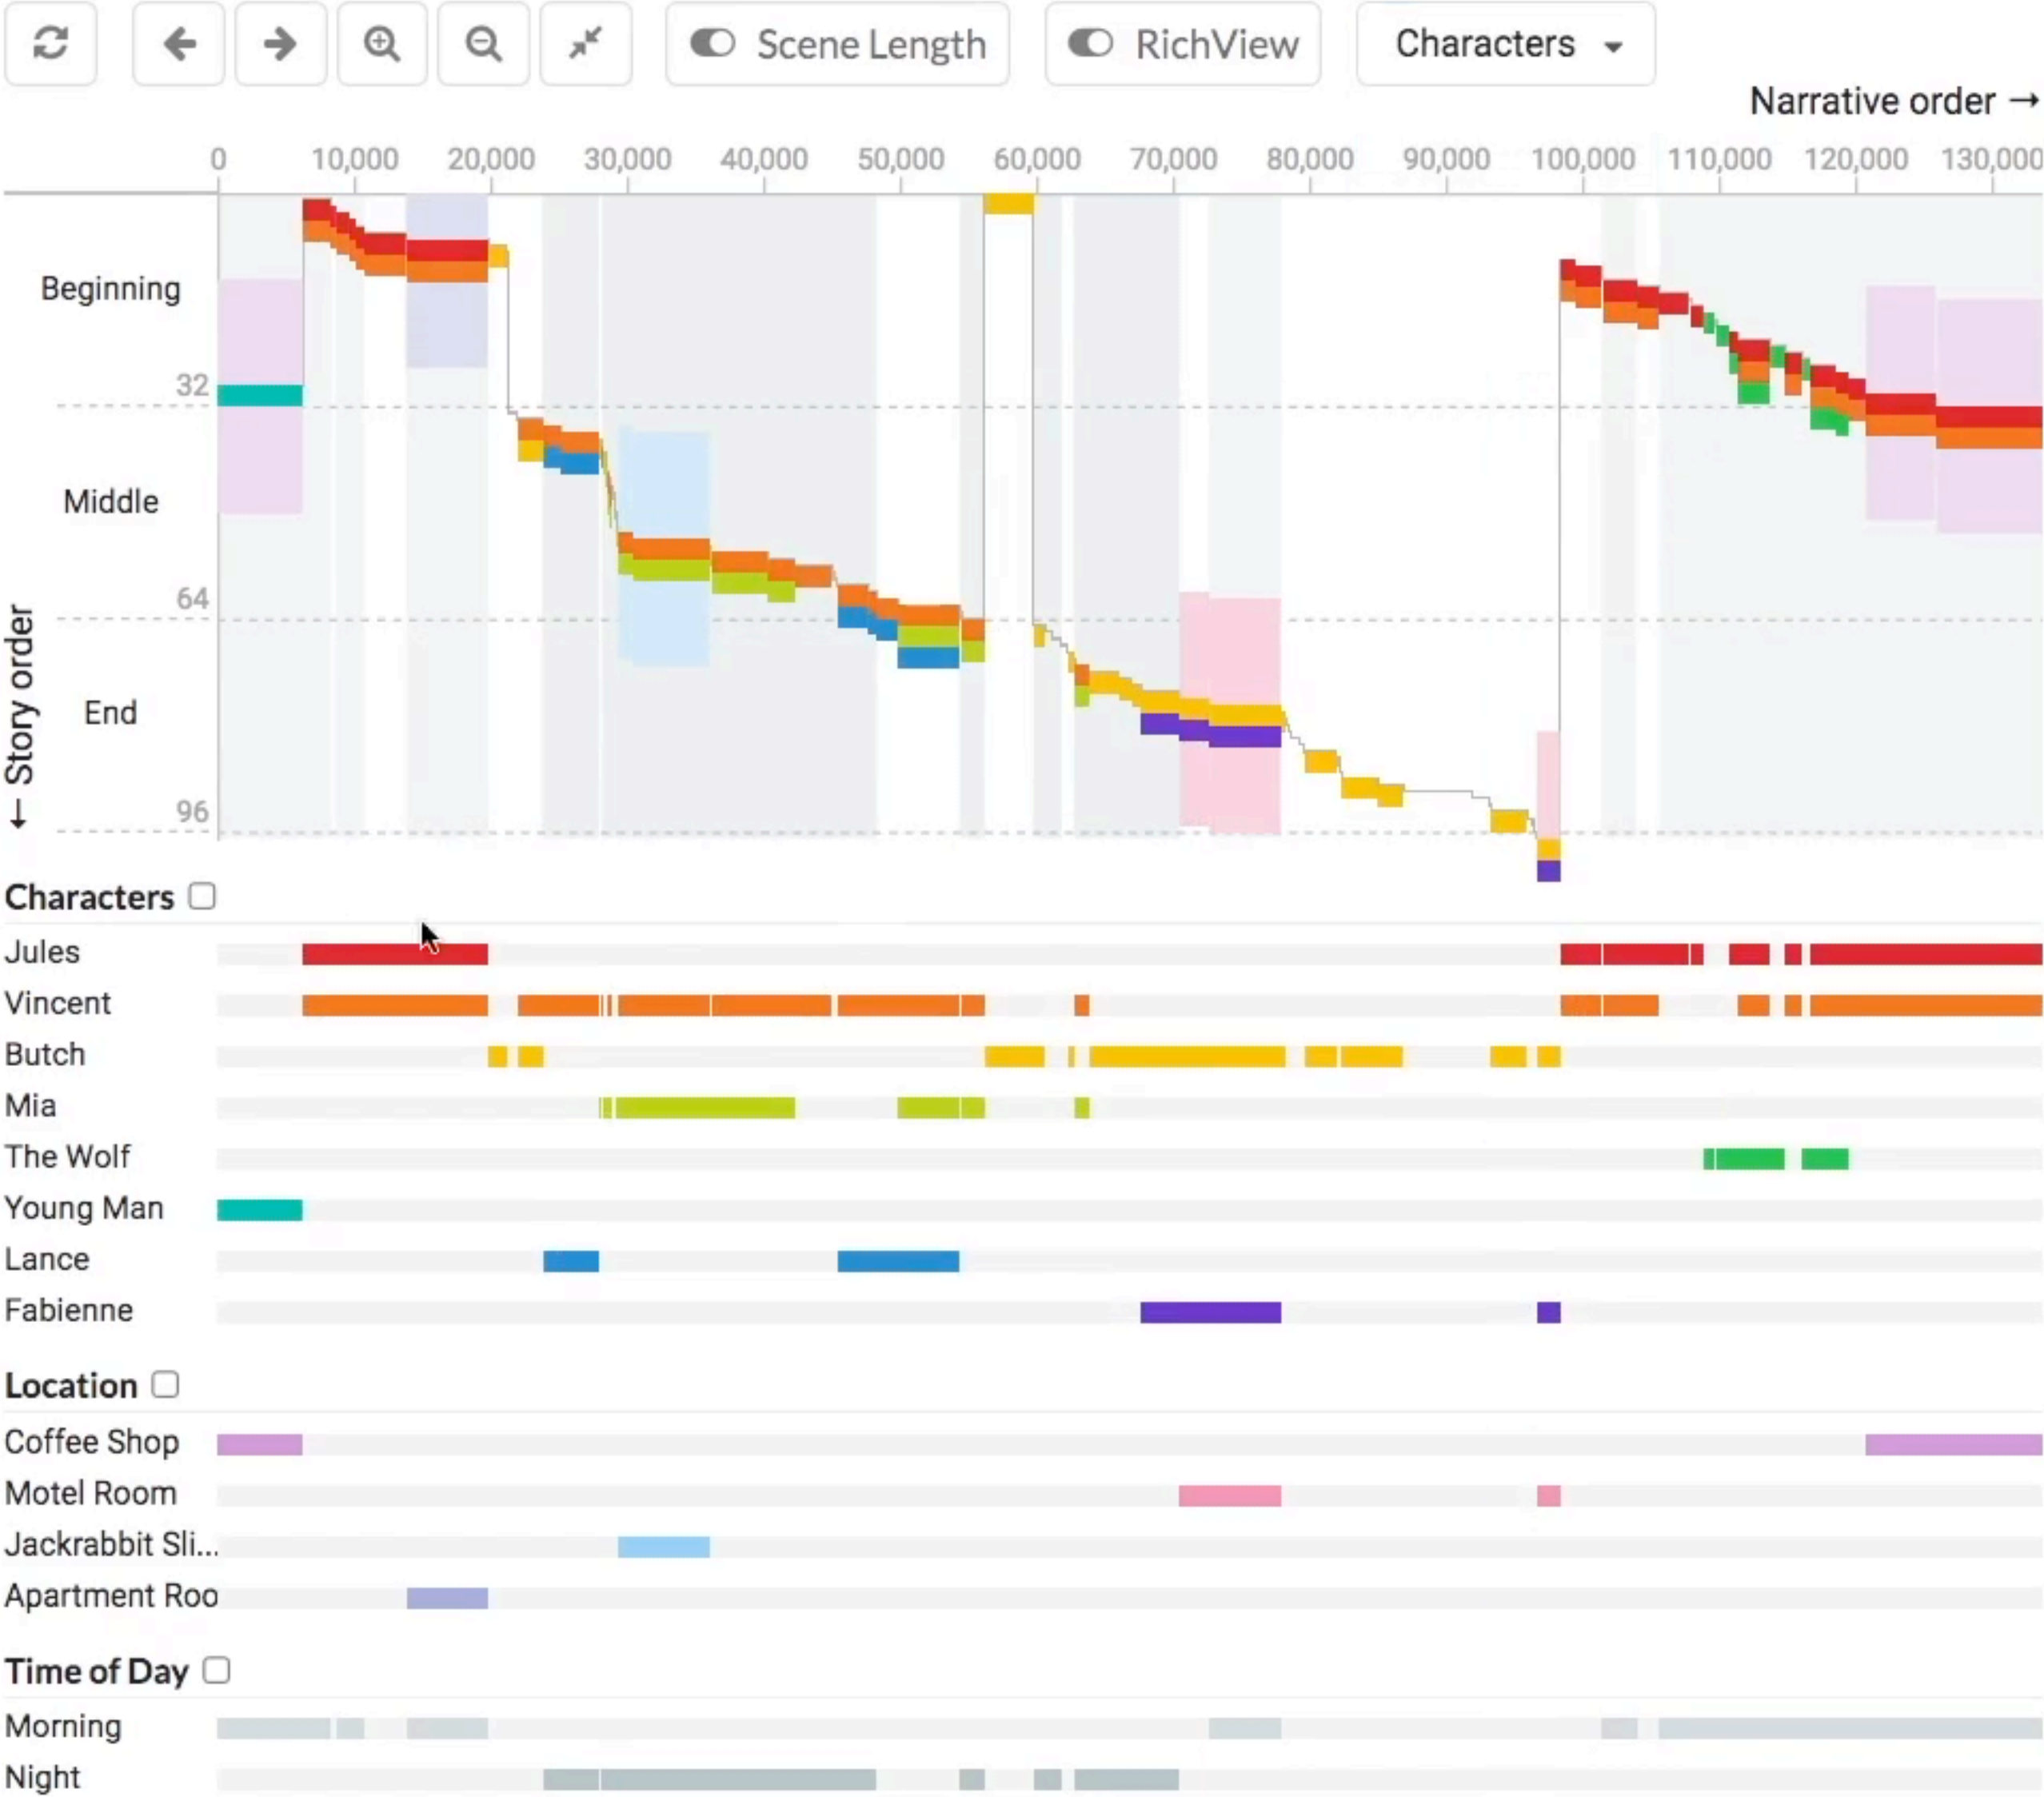 Scene Length RichView Characters
Narrative order →
0 10,000 20,000 30,000 40,000 50,000 60,000 70,000 80,000 90,000 100,000 110,000 120,000 130,000
Beginning
32
Middle
64
End
96
← Story order
Characters
Jules
Vincent
Butch
Mia
The Wolf
Young Man
Lance
Fabienne
Location
Coffee Shop
Motel Room
Jackrabbit Sli...
Apartment Roo
Time of Day
Morning
Night